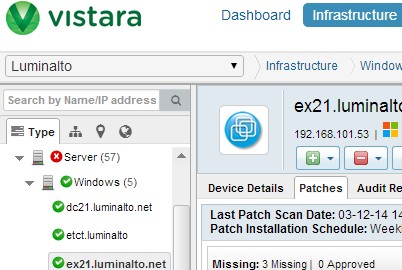 vistara
Dashboard Infrastructure
Luminalto Infrastructure Window
Search by Name/IP address
ex21.luminalto
192.168.101.53
Type
Server (57)
Windows (5)
dc21.luminalto.net
etct.luminalto
ex21.luminalto.net
Device Details Patches Audit Re
Last Patch Scan Date: 03-12-14 14
Patch Installation Schedule: Week
Missing: 3 Missing | 0 Approved